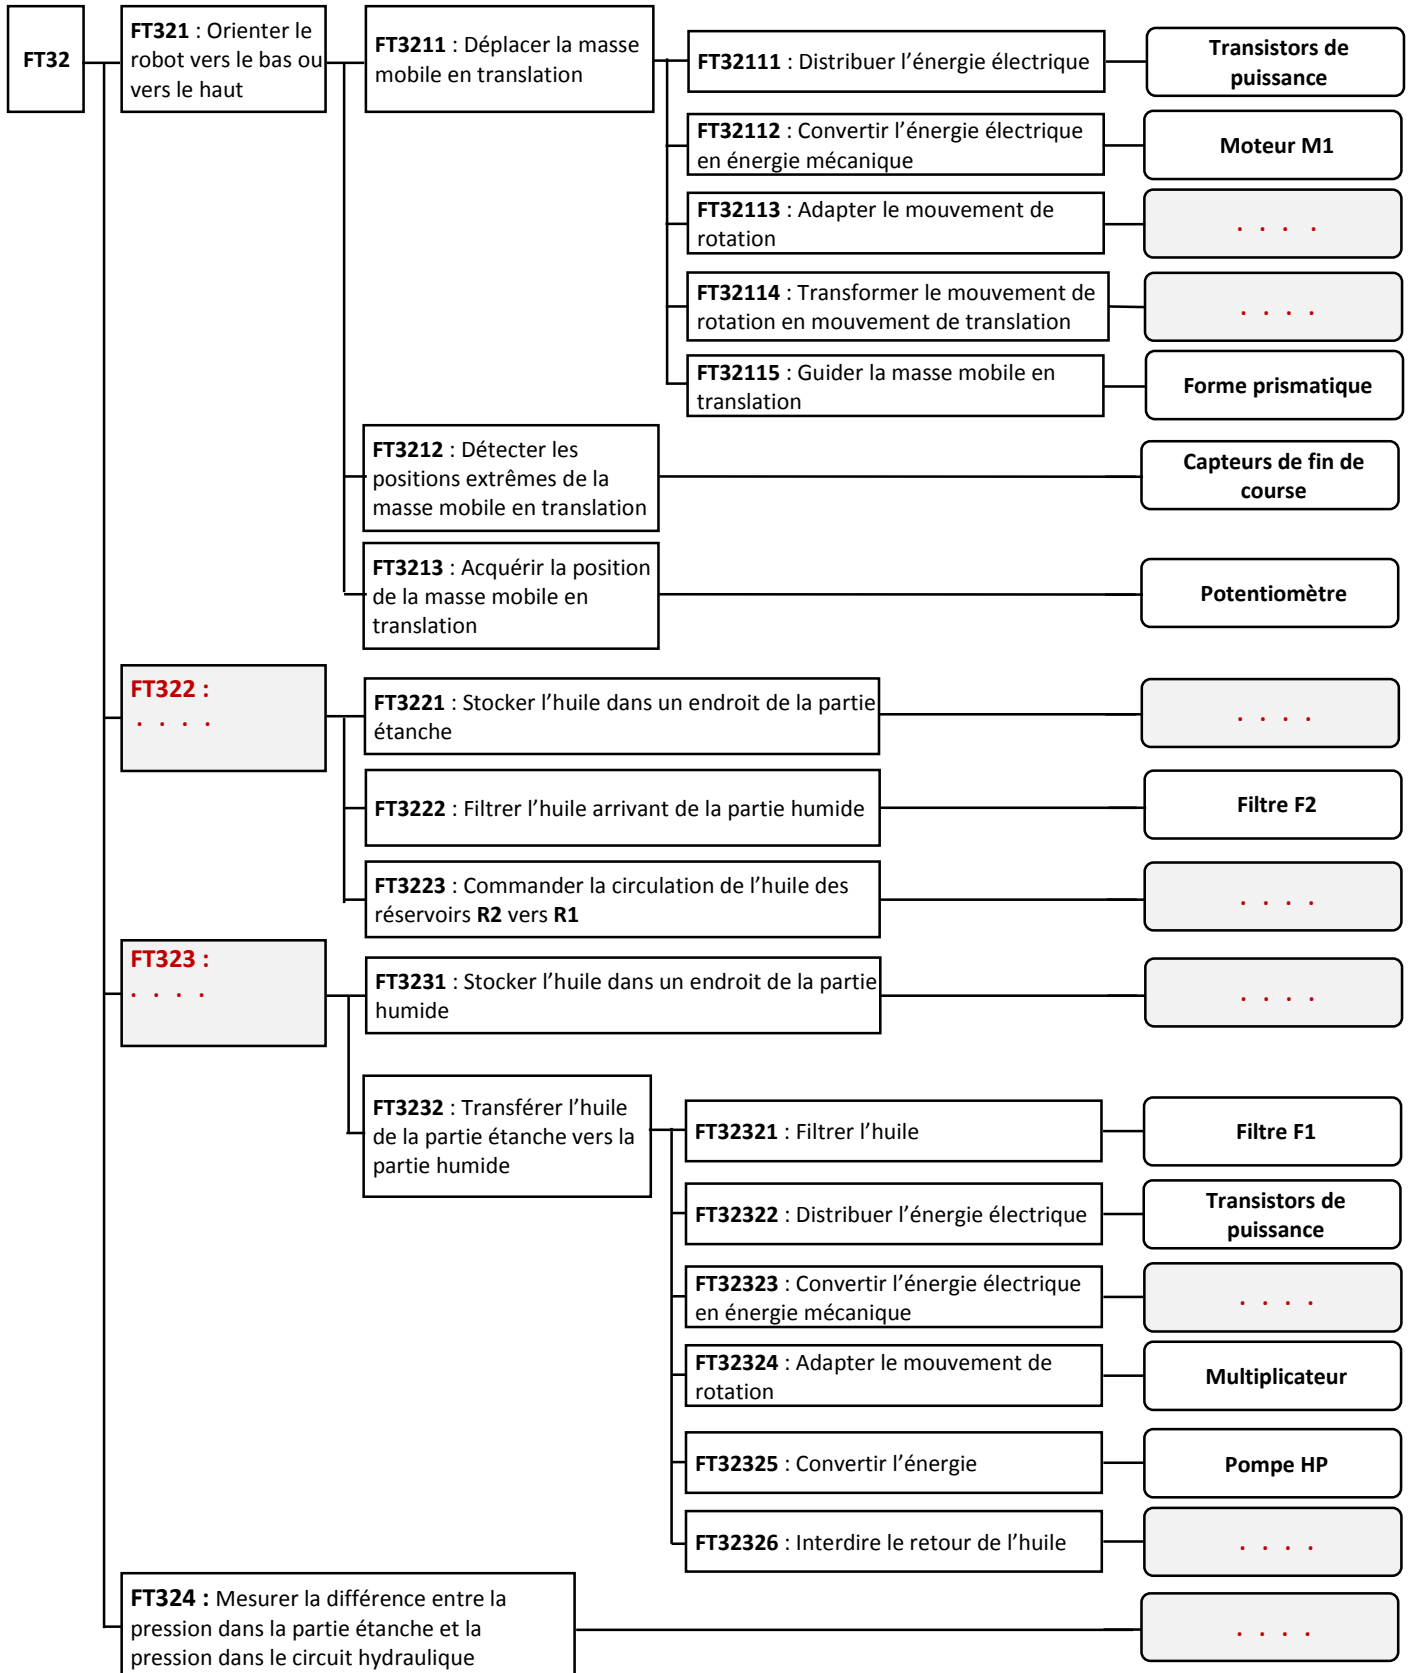 FT32
FT321 : Orienter le
robot vers le bas ou
vers le haut
FT3211 : Déplacer la masse
mobile en translation
FT32111 : Distribuer l’énergie électrique
Transistors de
puissance
FT32112 : Convertir l’énergie électrique
en énergie mécanique
Moteur M1
FT32113 : Adapter le mouvement de
rotation
. . . .
FT32114 : Transformer le mouvement de
rotation en mouvement de translation
. . . .
FT32115 : Guider la masse mobile en
translation
Forme prismatique
FT3212 : Détecter les
positions extrêmes de la
masse mobile en translation
Capteurs de fin de
course
FT3213 : Acquérir la position
de la masse mobile en
translation
Potentiomètre
FT322 :
. . . .
FT3221 : Stocker l’huile dans un endroit de la partie
étanche
. . . .
FT3222 : Filtrer l’huile arrivant de la partie humide
Filtre F2
FT3223 : Commander la circulation de l’huile des
réservoirs R2 vers R1
. . . .
FT323 :
. . . .
FT3231 : Stocker l’huile dans un endroit de la partie
humide
. . . .
FT3232 : Transférer l’huile
de la partie étanche vers la
partie humide
FT32321 : Filtrer l’huile
Filtre F1
FT32322 : Distribuer l’énergie électrique
Transistors de
puissance
FT32323 : Convertir l’énergie électrique
en énergie mécanique
. . . .
FT32324 : Adapter le mouvement de
rotation
Multiplicateur
FT32325 : Convertir l’énergie
Pompe HP
FT32326 : Interdire le retour de l’huile
. . . .
FT324 : Mesurer la différence entre la
pression dans la partie étanche et la
pression dans le circuit hydraulique
. . . .